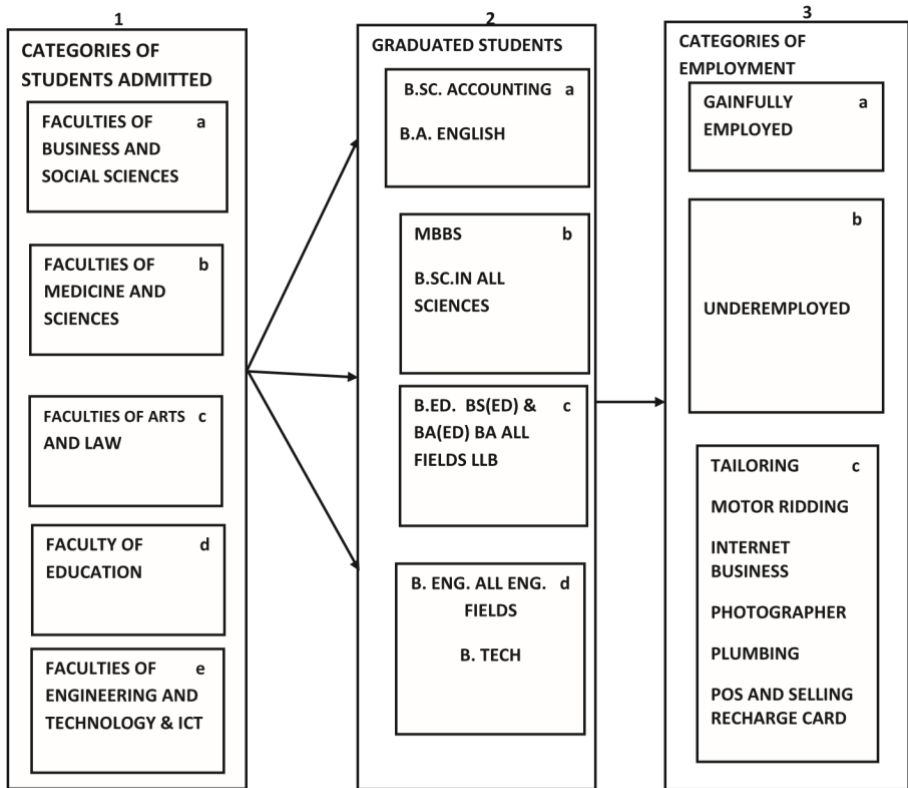 1
CATEGORIES OF
STUDENTS ADMITTED
FACULTIES OF a
BUSINESS AND
SOCIAL SCIENCES
FACULTIES OF b
MEDICINE AND
SCIENCES
FACULTIES OF ARTS c
AND LAW
FACULTY OF d
EDUCATION
FACULTIES OF e
ENGINEERING AND
TECHNOLOGY & ICT
2
GRADUATED STUDENTS
B.SC. ACCOUNTING a
B.A. ENGLISH
MBBS b
B.SC.IN ALL
SCIENCES
B.ED. BS(ED) & c
BA(ED) BA ALL
FIELDS LLB
B. ENG. ALL ENG. d
FIELDS
B. TECH
3
CATEGORIES OF
EMPLOYMENT
GAINFULLY a
EMPLOYED
b
UNDEREMPLOYED
TAILORING c
MOTOR RIDDING
INTERNET
BUSINESS
PHOTOGRAPHER
PLUMBING
POS AND SELLING
RECHARGE CARD